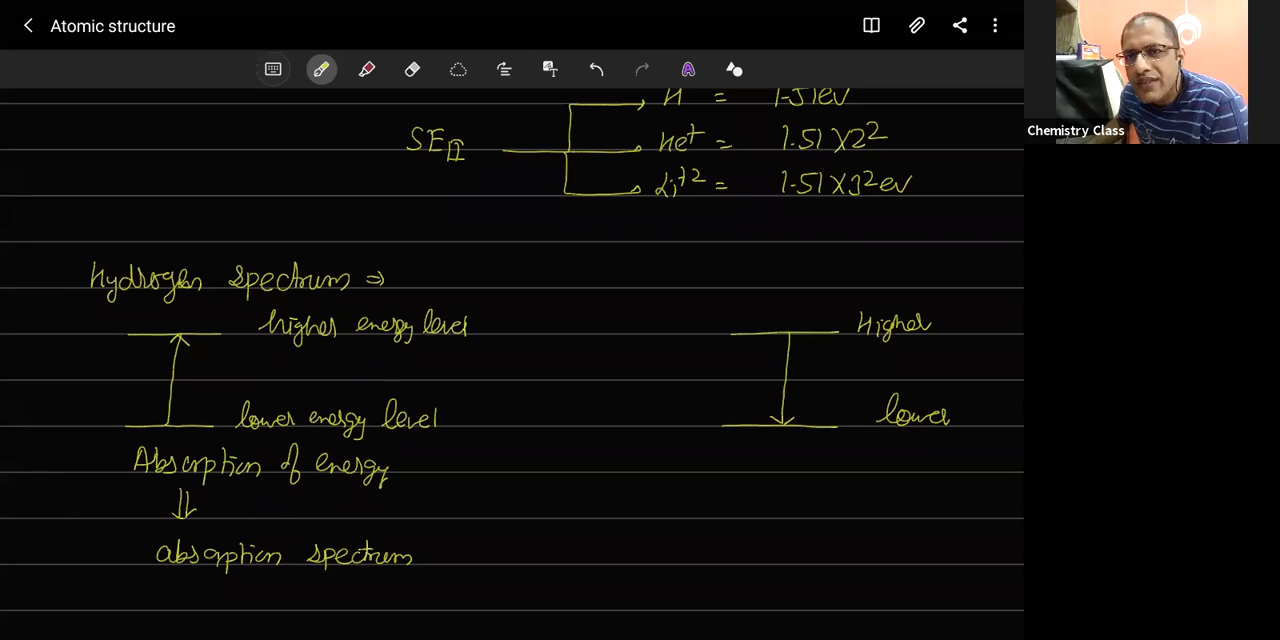 Atomic structure
H = 1.51ev
SEII He+ = 1.51 X 2²
Li+2 = 1.51 X 3² ev
Chemistry Class
Hydrogen spectrum ⇒
higher energy level
Higher
lower energy level
lower
Absorption of energy
⇓
absorption spectrum